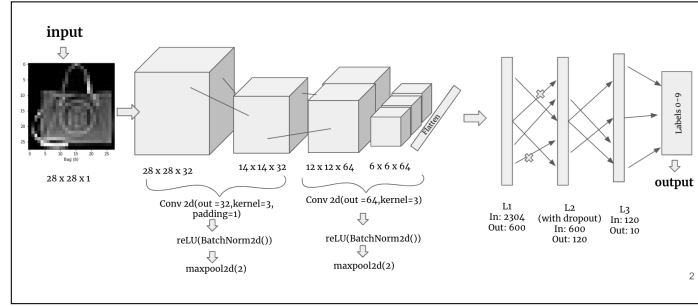 input
0
5
10
15
20
25
0 5 10 15 20 25
Bag (8)
28 x 28 x 1
28 x 28 x 32
14 x 14 x 32
12 x 12 x 64
6 x 6 x 64
Flatten
Conv 2d(out =32,kernel=3,
padding=1)
reLU(BatchNorm2d())
maxpool2d(2)
Conv 2d(out =64,kernel=3)
reLU(BatchNorm2d())
maxpool2d(2)
L1
In: 2304
Out: 600
L2
(with dropout)
In: 600
Out: 120
L3
In: 120
Out: 10
Labels 0 - 9
output
2